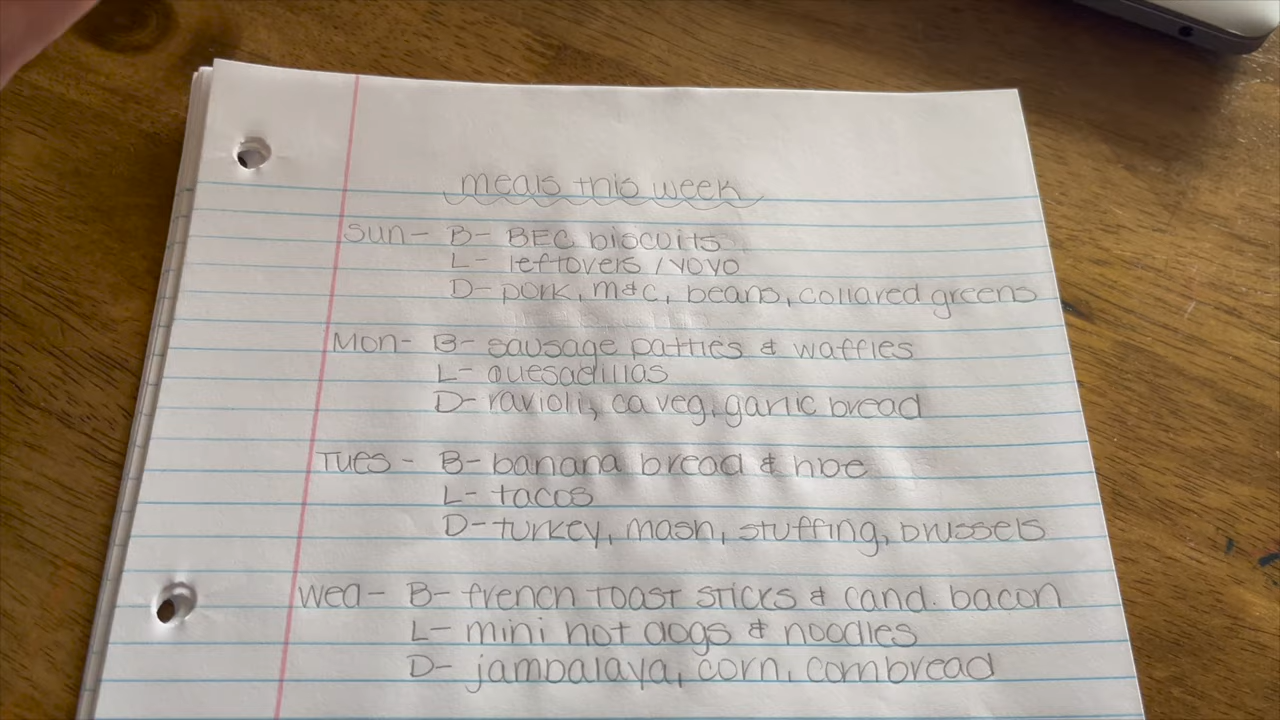 meals this week
Sun- B- BEC biscuits
L- leftovers / YOYO
D- pork, m&c, beans, collared greens
Mon- B- sausage patties & waffles
L- quesadillas
D- ravioli, ca veg, garlic bread
Tues - B- banana bread & hbe
L- tacos
D- turkey, mash, stuffing, brussels
Wed- B- french toast sticks & cand. bacon
L- mini hot dogs & noodles
D- jambalaya, corn, cornbread